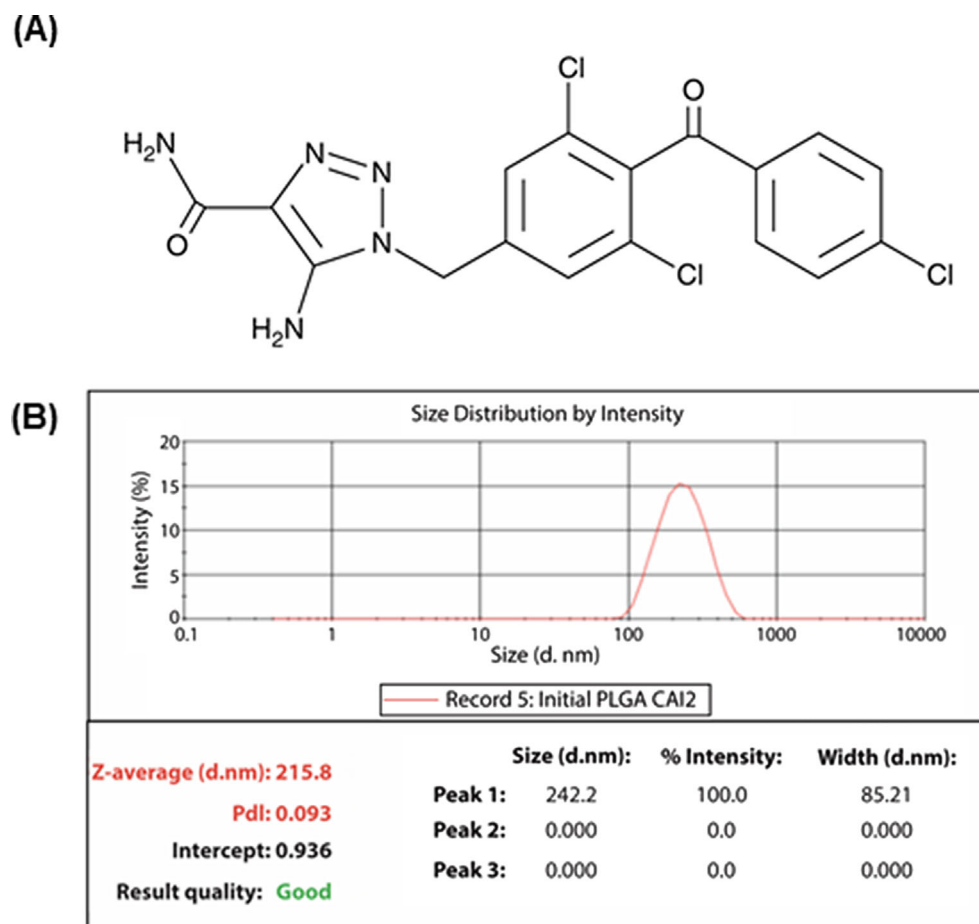 (A)
Cl
O
H₂N
N
N
O
N
H₂N
Cl
Cl
(B)
Size Distribution by Intensity
20
15
10
5
0
Intensity (%)
0.1 1 10 100 1000 10000
Size (d. nm)
Record 5: Initial PLGA CAI2
Z-average (d.nm): 215.8
PdI: 0.093
Intercept: 0.936
Result quality: Good
Size (d.nm): % Intensity: Width (d.nm):
Peak 1: 242.2 100.0 85.21
Peak 2: 0.000 0.0 0.000
Peak 3: 0.000 0.0 0.000